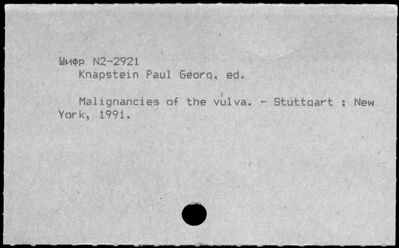 Шифр N2-2921
Knapstein Paul Georg, ed.
Malignancies of the vulva. - Stuttgart : New
York, 1991.